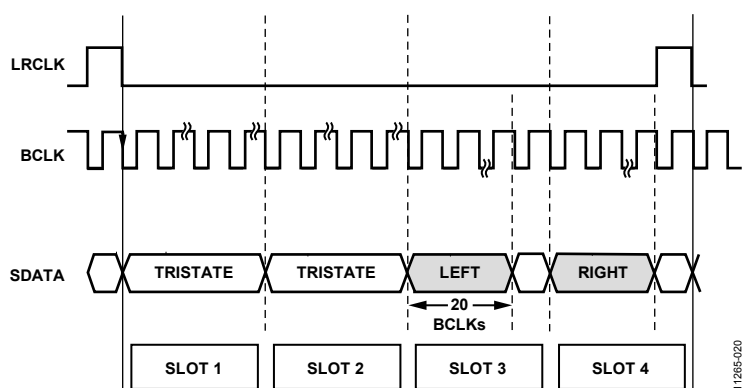 LRCLK
BCLK
SDATA
TRISTATE
TRISTATE
LEFT
RIGHT
20
BCLKs
SLOT 1
SLOT 2
SLOT 3
SLOT 4
11265-020